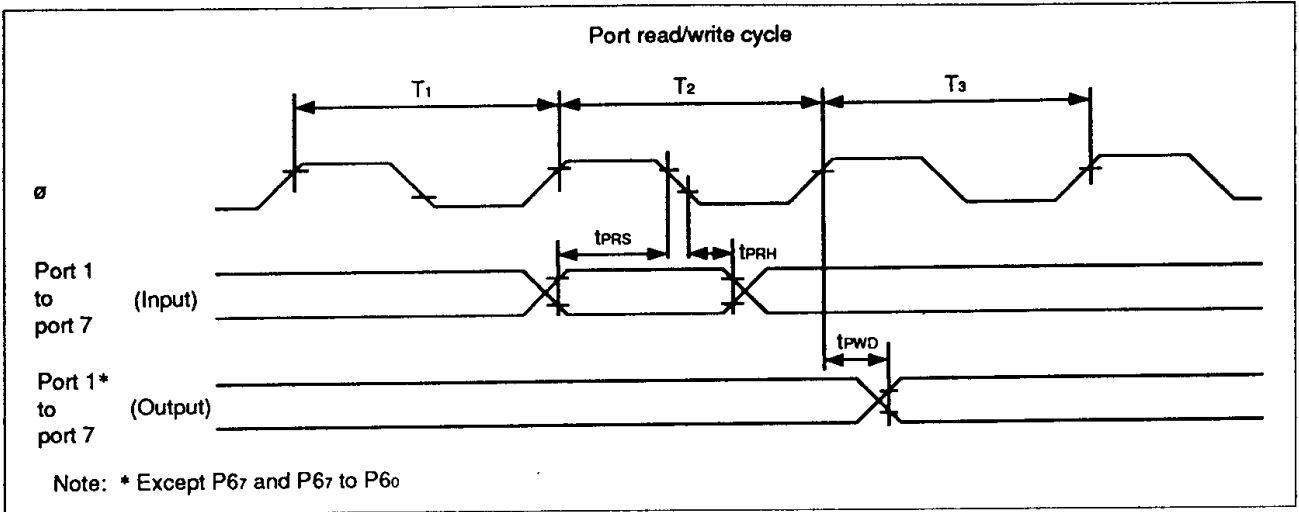 Port read/write cycle
T1 T2 T3
ø
tPRS tPRH
Port 1
to (Input)
port 7
tPWD
Port 1*
to (Output)
port 7
Note: * Except P67 and P67 to P60